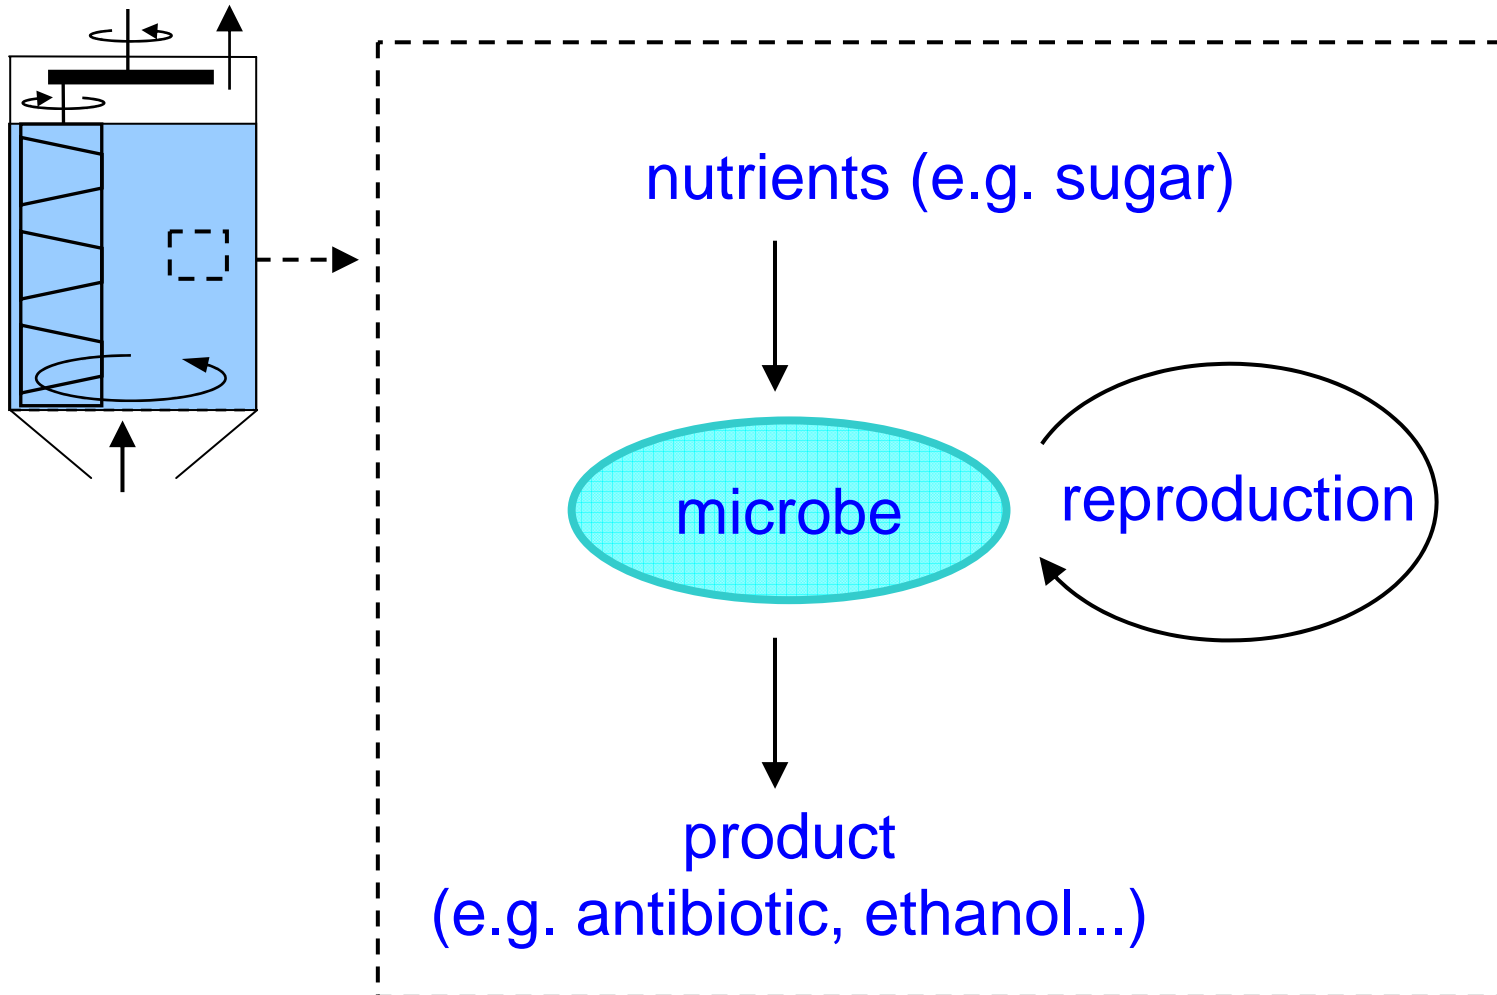 nutrients (e.g. sugar)
microbe
reproduction
product
(e.g. antibiotic, ethanol...)